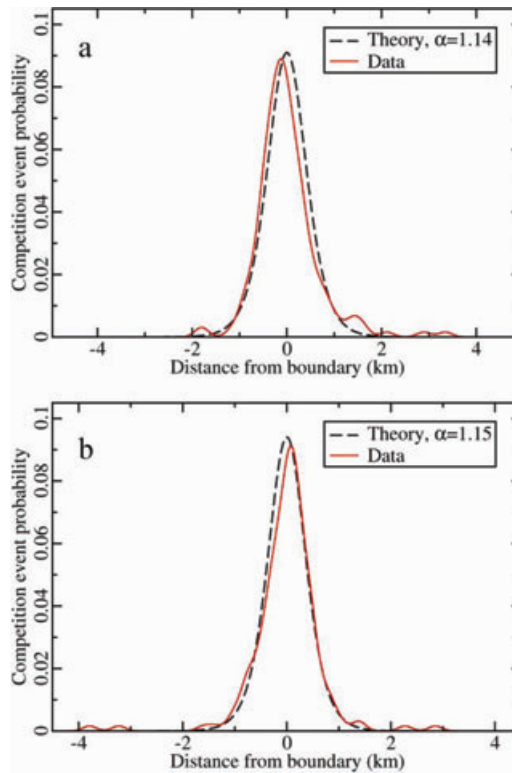 a
Theory, α=1.14
Data
Competition event probability
0.1
0.08
0.06
0.04
0.02
0
-4
-2
0
2
4
Distance from boundary (km)
b
Theory, α=1.15
Data
Competition event probability
0.1
0.08
0.06
0.04
0.02
0
-4
-2
0
2
4
Distance from boundary (km)